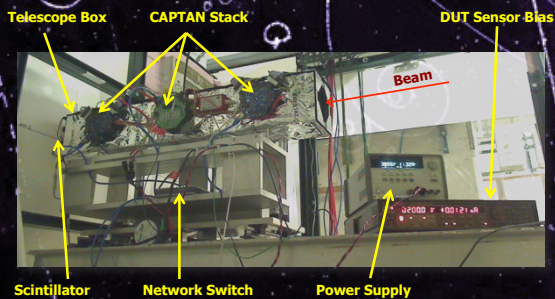 Telescope Box
CAPTAN Stack
DUT Sensor Bias
Beam
Scintillator
Network Switch
Power Supply